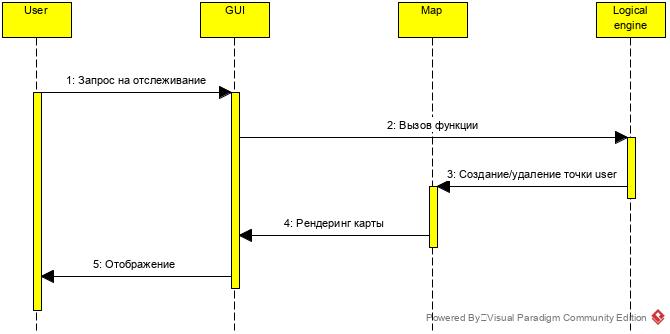 User
GUI
Map
Logical
engine
1: Запрос на отслеживание
2: Вызов функции
3: Создание/удаление точки user
4: Рендеринг карты
5: Отображение
Powered By Visual Paradigm Community Edition